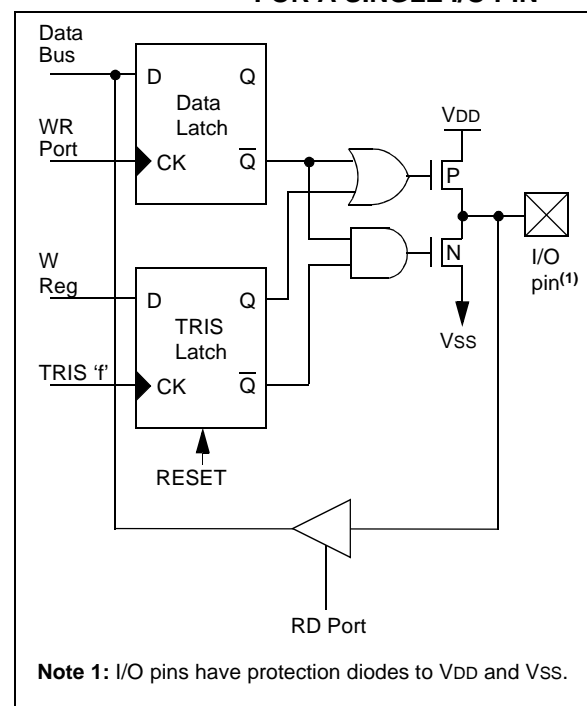 FOR A SINGLE I/O PIN
Data
Bus
D
Q
Data
Latch
WR
Port
CK
Q
VDD
P
N
I/O
pin(1)
VSS
W
Reg
D
Q
TRIS
Latch
TRIS 'f'
CK
Q
RESET
RD Port
Note 1: I/O pins have protection diodes to VDD and VSS.